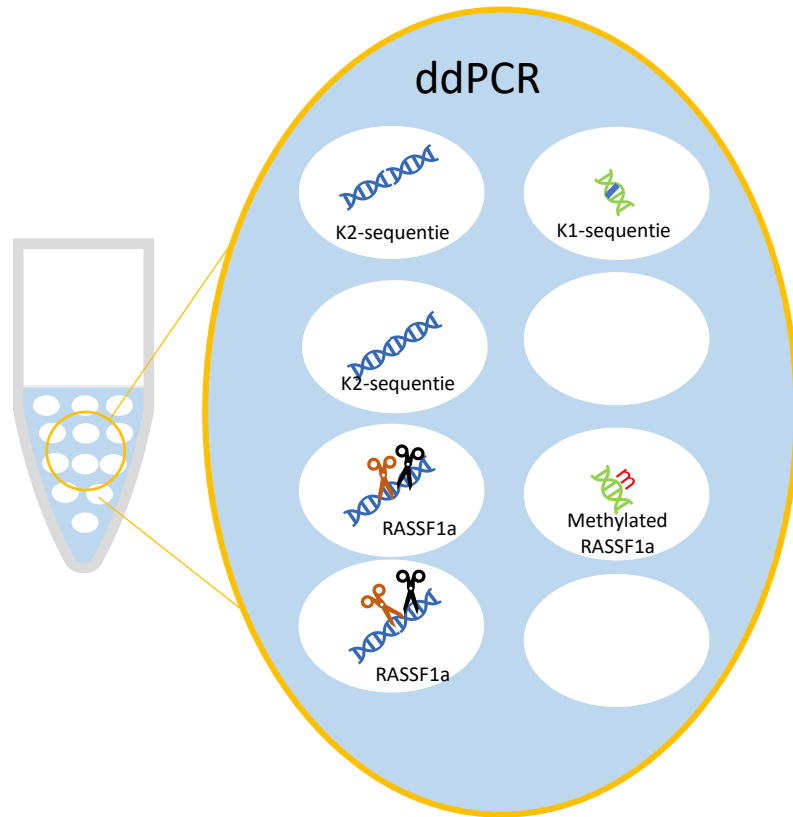 ddPCR
K2-sequentie
K1-sequentie
K2-sequentie
RASSF1a
m
Methylated
RASSF1a
RASSF1a